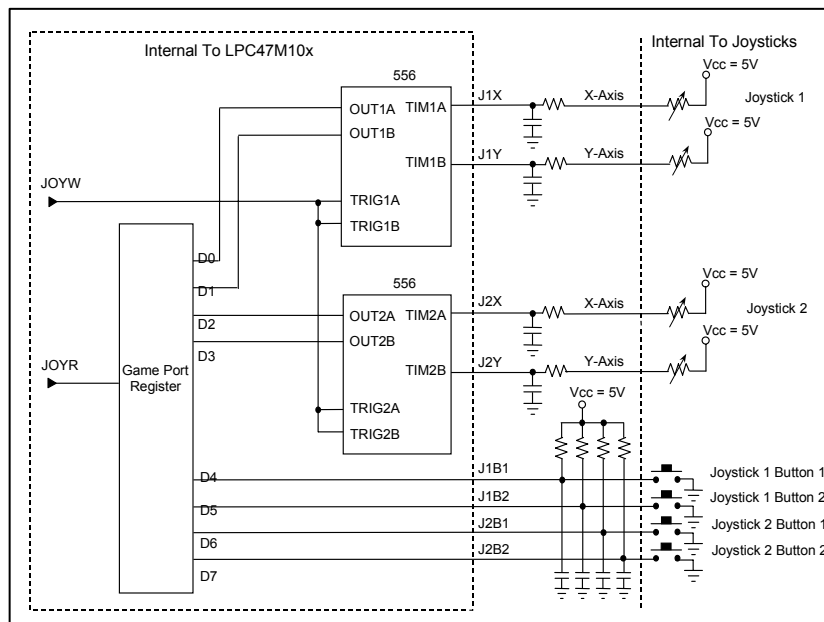 Internal To LPC47M10x
Internal To Joysticks
556
Vcc = 5V
OUT1A
TIM1A
J1X
X-Axis
Joystick 1
OUT1B
Vcc = 5V
TIM1B
J1Y
Y-Axis
JOYW
TRIG1A
TRIG1B
D0
556
Vcc = 5V
D1
OUT2A
TIM2A
J2X
X-Axis
Joystick 2
D2
OUT2B
Vcc = 5V
D3
JOYR
Game Port
Register
TIM2B
J2Y
Y-Axis
Vcc = 5V
TRIG2A
TRIG2B
D4
J1B1
Joystick 1 Button 1
D5
J1B2
Joystick 1 Button 2
D6
J2B1
Joystick 2 Button 1
D7
J2B2
Joystick 2 Button 2